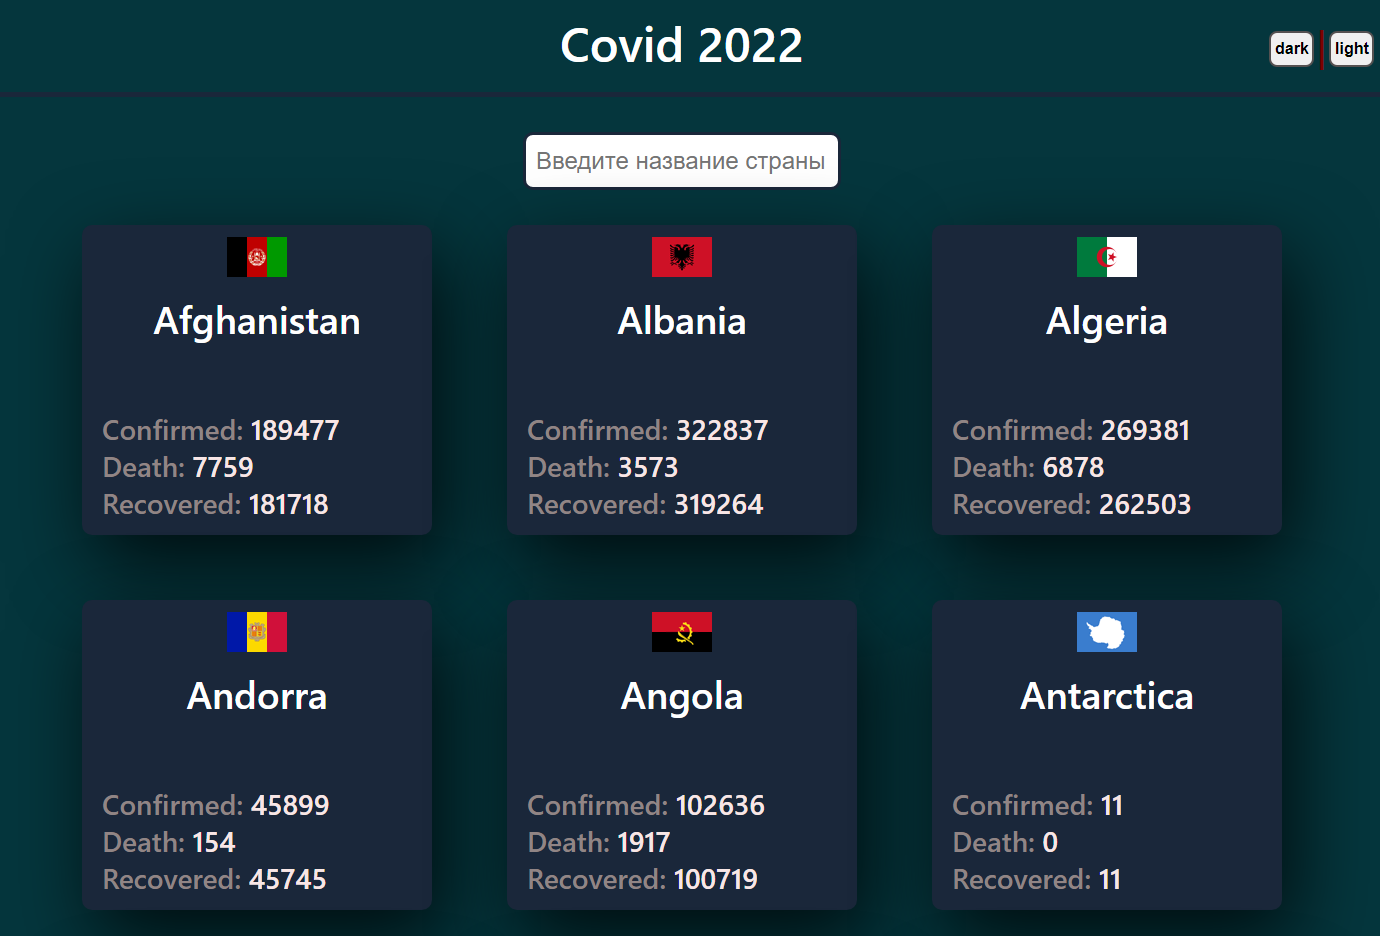 Covid 2022
dark
light
Введите название страны
Afghanistan
Confirmed: 189477
Death: 7759
Recovered: 181718
Albania
Confirmed: 322837
Death: 3573
Recovered: 319264
Algeria
Confirmed: 269381
Death: 6878
Recovered: 262503
Andorra
Confirmed: 45899
Death: 154
Recovered: 45745
Angola
Confirmed: 102636
Death: 1917
Recovered: 100719
Antarctica
Confirmed: 11
Death: 0
Recovered: 11